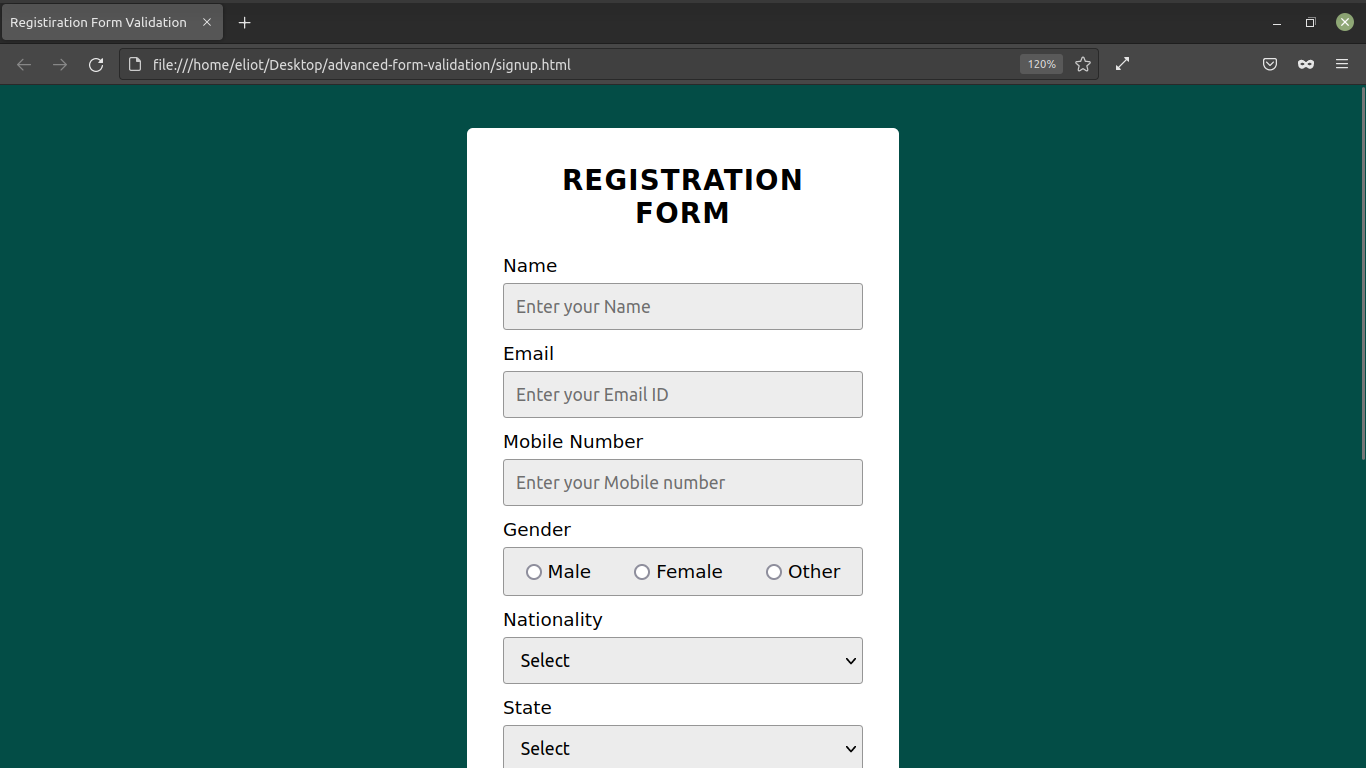 Registiration Form Validation
file:///home/eliot/Desktop/advanced-form-validation/signup.html
120%
REGISTRATION
FORM
Name
Enter your Name
Email
Enter your Email ID
Mobile Number
Enter your Mobile number
Gender
Male Female Other
Nationality
Select
State
Select